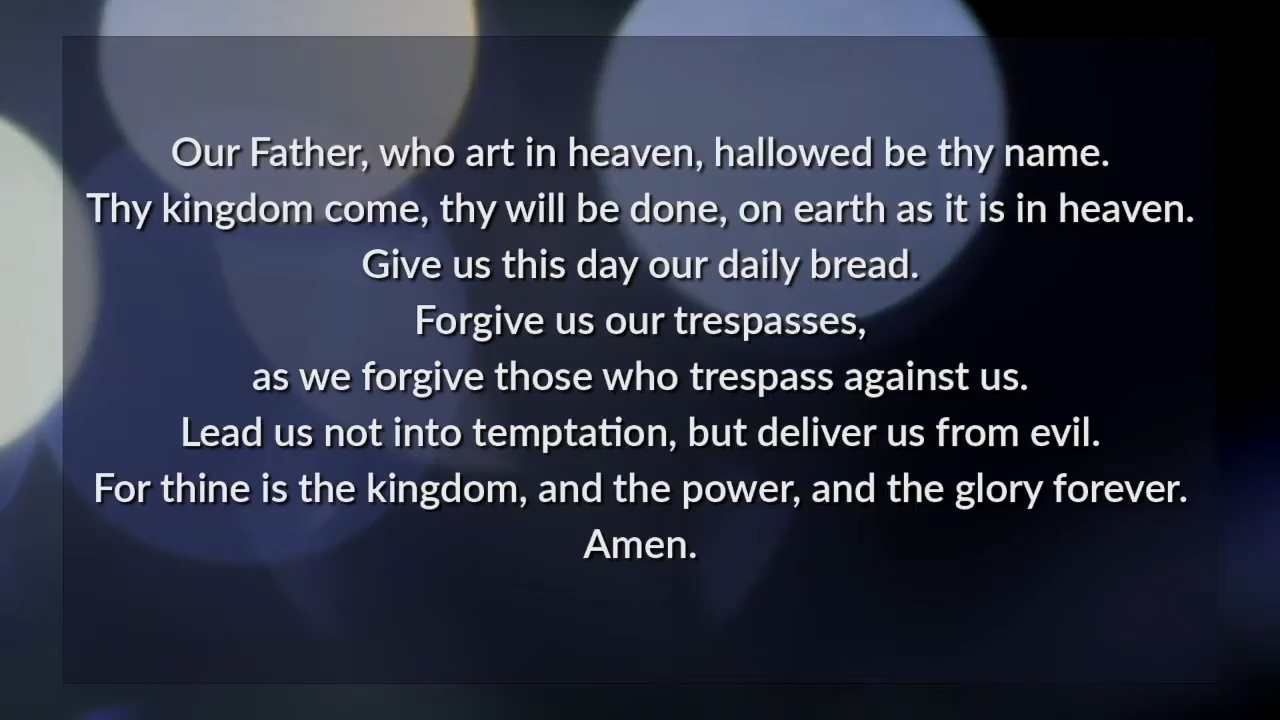 Our Father, who art in heaven, hallowed be thy name.
Thy kingdom come, thy will be done, on earth as it is in heaven.
Give us this day our daily bread.
Forgive us our trespasses,
as we forgive those who trespass against us.
Lead us not into temptation, but deliver us from evil.
For thine is the kingdom, and the power, and the glory forever.
Amen.